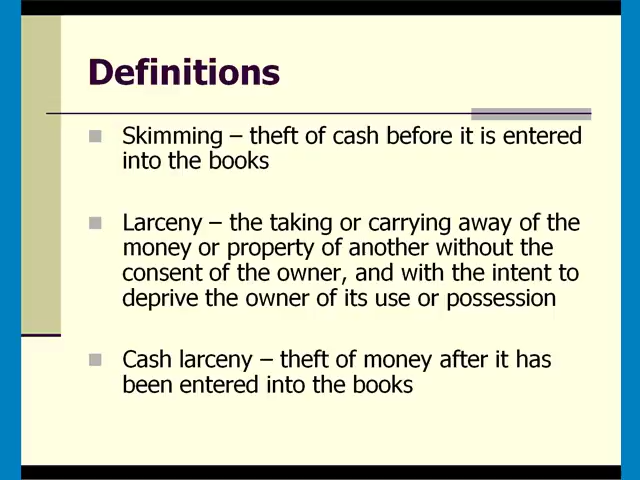 Definitions
Skimming – theft of cash before it is entered
into the books
Larceny – the taking or carrying away of the
money or property of another without the
consent of the owner, and with the intent to
deprive the owner of its use or possession
Cash larceny – theft of money after it has
been entered into the books